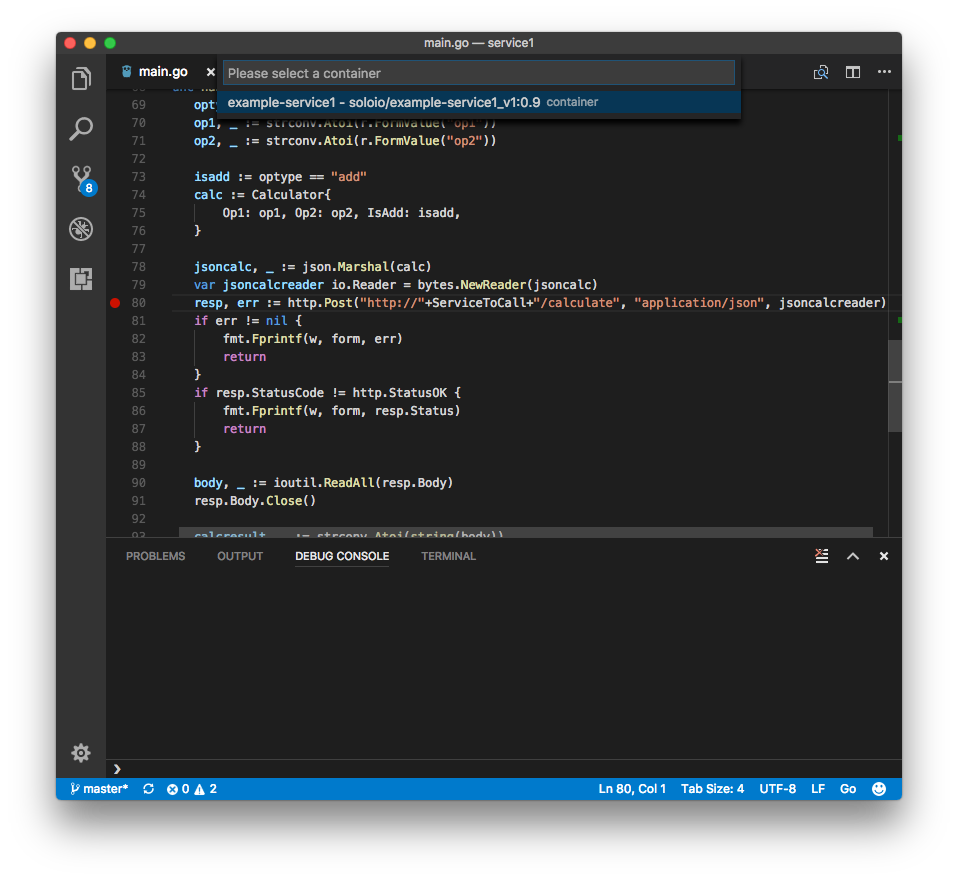 main.go — service1
main.go ×
Please select a container
example-service1 - soloio/example-service1_v1:0.9 container
69
70 op1, _ := strconv.Atoi(r.FormValue("op1"))
71 op2, _ := strconv.Atoi(r.FormValue("op2"))
72
73 isadd := optype == "add"
74 calc := Calculator{
75 Op1: op1, Op2: op2, IsAdd: isadd,
76 }
77
78 jsoncalc, _ := json.Marshal(calc)
79 var jsoncalcreader io.Reader = bytes.NewReader(jsoncalc)
80 resp, err := http.Post("http://"+ServiceToCall+"/calculate", "application/json", jsoncalcreader)
81 if err != nil {
82 fmt.Fprintf(w, form, err)
83 return
84 }
85 if resp.StatusCode != http.StatusOK {
86 fmt.Fprintf(w, form, resp.Status)
87 return
88 }
89
90 body, _ := ioutil.ReadAll(resp.Body)
91 resp.Body.Close()
92
93 calcresult, _ := strconv.Atoi(string(body))
8
PROBLEMS OUTPUT DEBUG CONSOLE TERMINAL
master* 0 2 Ln 80, Col 1 Tab Size: 4 UTF-8 LF Go